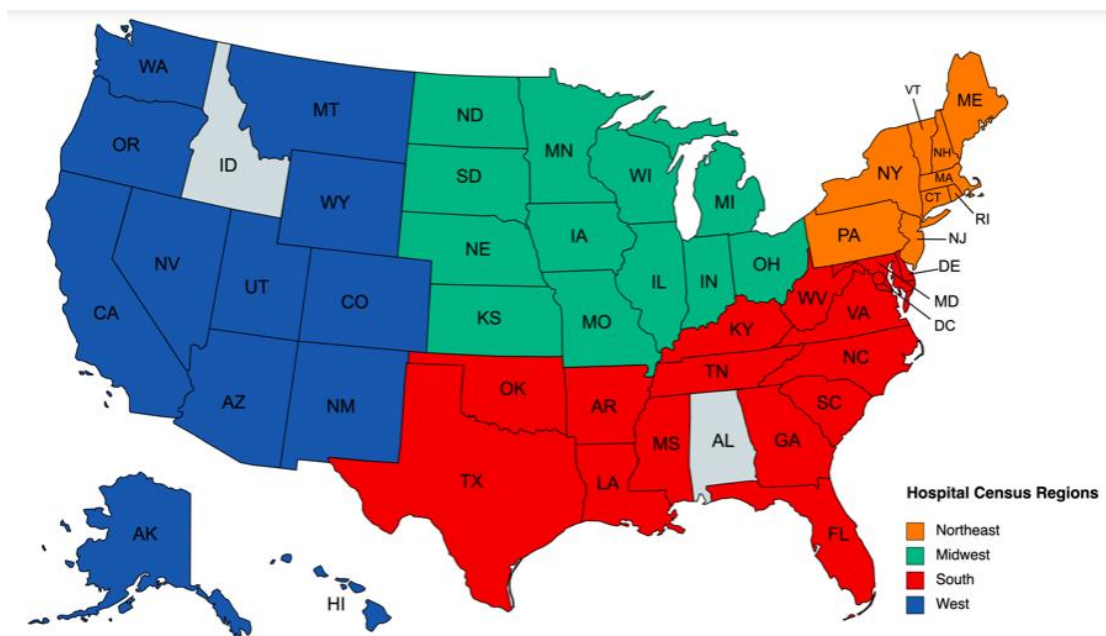 WA
MT
ND
MN
VT
ME
OR
ID
SD
WI
NY
NH
MA
WY
MI
CT
RI
PA
NJ
NE
IA
NV
OH
DE
UT
IL
IN
CO
MD
CA
WV
KS
MO
VA
DC
KY
NC
TN
OK
AZ
NM
AR
SC
MS
AL
GA
TX
LA
Hospital Census Regions
Northeast
FL
AK
Midwest
South
HI
West